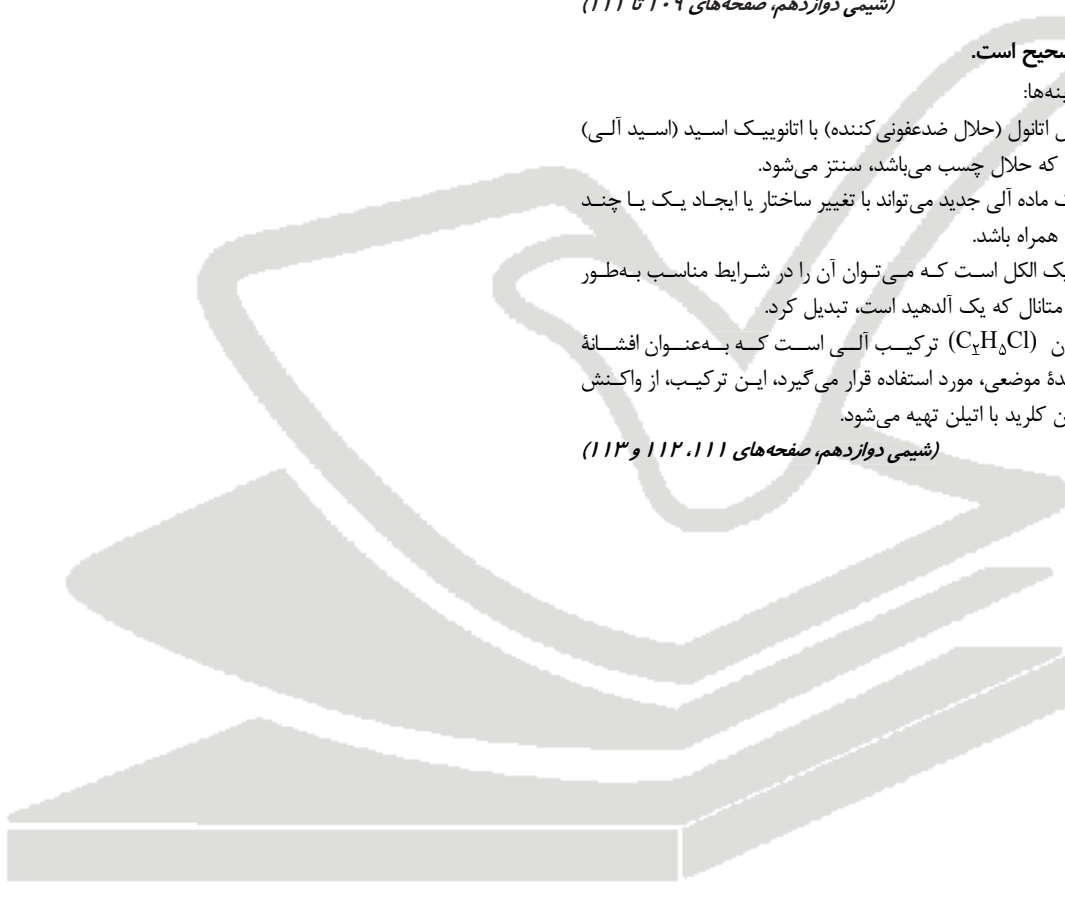 (شیمی دوازدهم، صفحه‌های ۱۰۹ تا ۱۱۱)
صحیح است.
ینه‌ها:
اتانول (حلال ضدعفونی‌کننده) با اتانوییک اسید (اسید آلی)
که حلال چسب می‌باشد، سنتز می‌شود.
ماده آلی جدید می‌تواند با تغییر ساختار یا ایجاد یک یا چند
همراه باشد.
یک الکل است که می‌توان آن را در شرایط مناسب به‌طور
متانال که یک آلدهید است، تبدیل کرد.
(C₂H₅Cl) ترکیب آلی است که به‌عنوان افشانهٔ
موضعی، مورد استفاده قرار می‌گیرد، این ترکیب، از واکنش
کلرید با اتیلن تهیه می‌شود.
(شیمی دوازدهم، صفحه‌های ۱۱۱، ۱۱۲ و ۱۱۳)